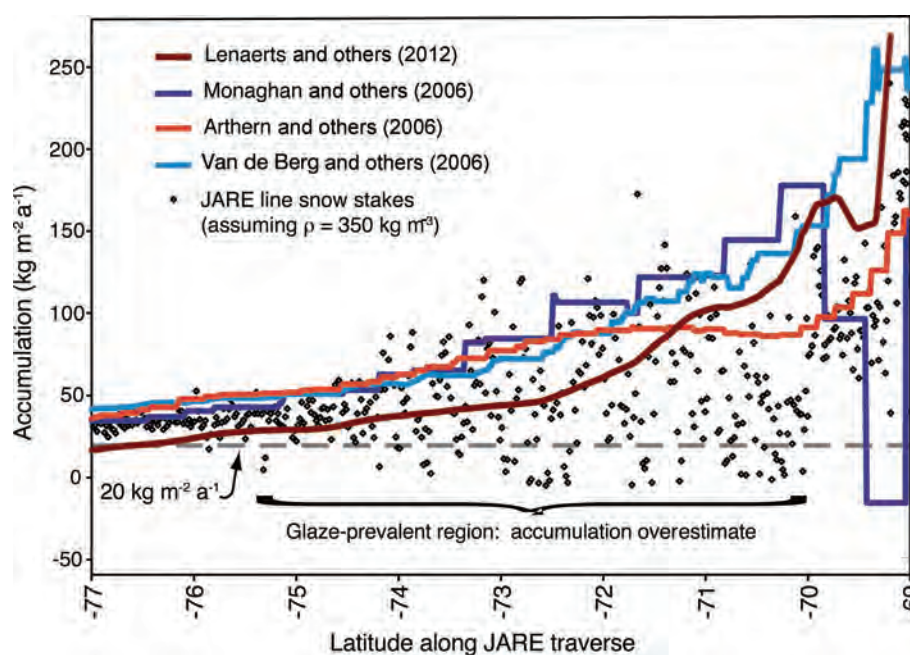 Lenaerts and others (2012)
Monaghan and others (2006)
Arthern and others (2006)
Van de Berg and others (2006)
JARE line snow stakes
(assuming ρ = 350 kg m⁻³)
250
200
150
100
50
0
-50
Accumulation (kg m⁻² a⁻¹)
20 kg m⁻² a⁻¹
Glaze-prevalent region: accumulation overestimate
-77
-76
-75
-74
-73
-72
-71
-70
-69
Latitude along JARE traverse